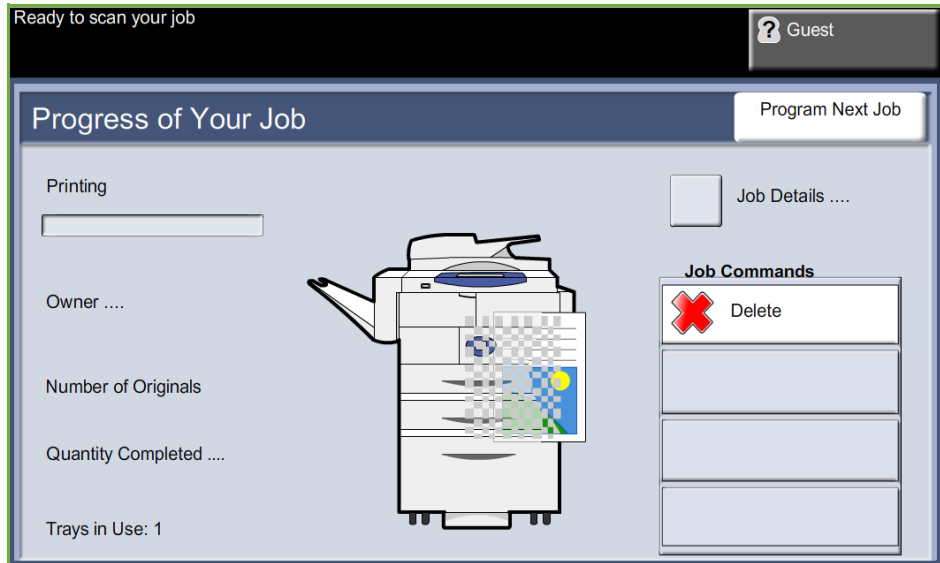 Ready to scan your job
? Guest
Progress of Your Job
Program Next Job
Printing
Job Details ....
Job Commands
Owner ....
Delete
Number of Originals
Quantity Completed ....
Trays in Use: 1